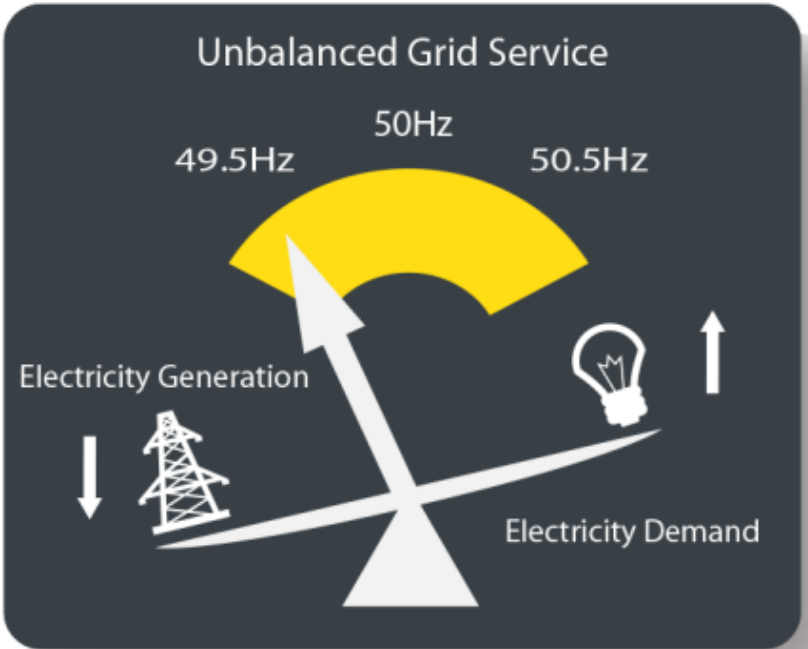 Unbalanced Grid Service
50Hz
49.5Hz
50.5Hz
Electricity Generation
Electricity Demand